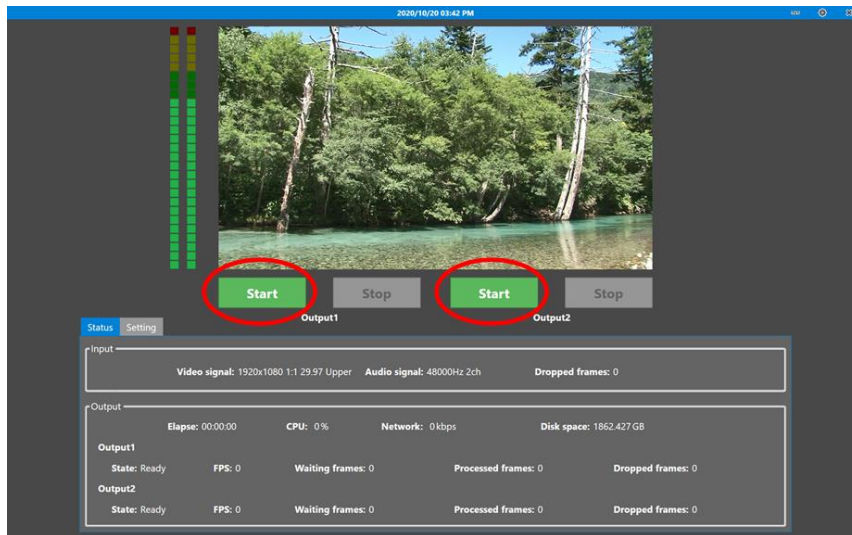 2020/10/20 03:42 PM
Start Stop Start Stop
Output1 Output2
Status Setting
Input
Video signal: 1920x1080 1:1 29.97 Upper Audio signal: 48000Hz 2ch Dropped frames: 0
Output
Elapse: 00:00:00 CPU: 0% Network: 0 kbps Disk space: 1862.427 GB
Output1
State: Ready FPS: 0 Waiting frames: 0 Processed frames: 0 Dropped frames: 0
Output2
State: Ready FPS: 0 Waiting frames: 0 Processed frames: 0 Dropped frames: 0